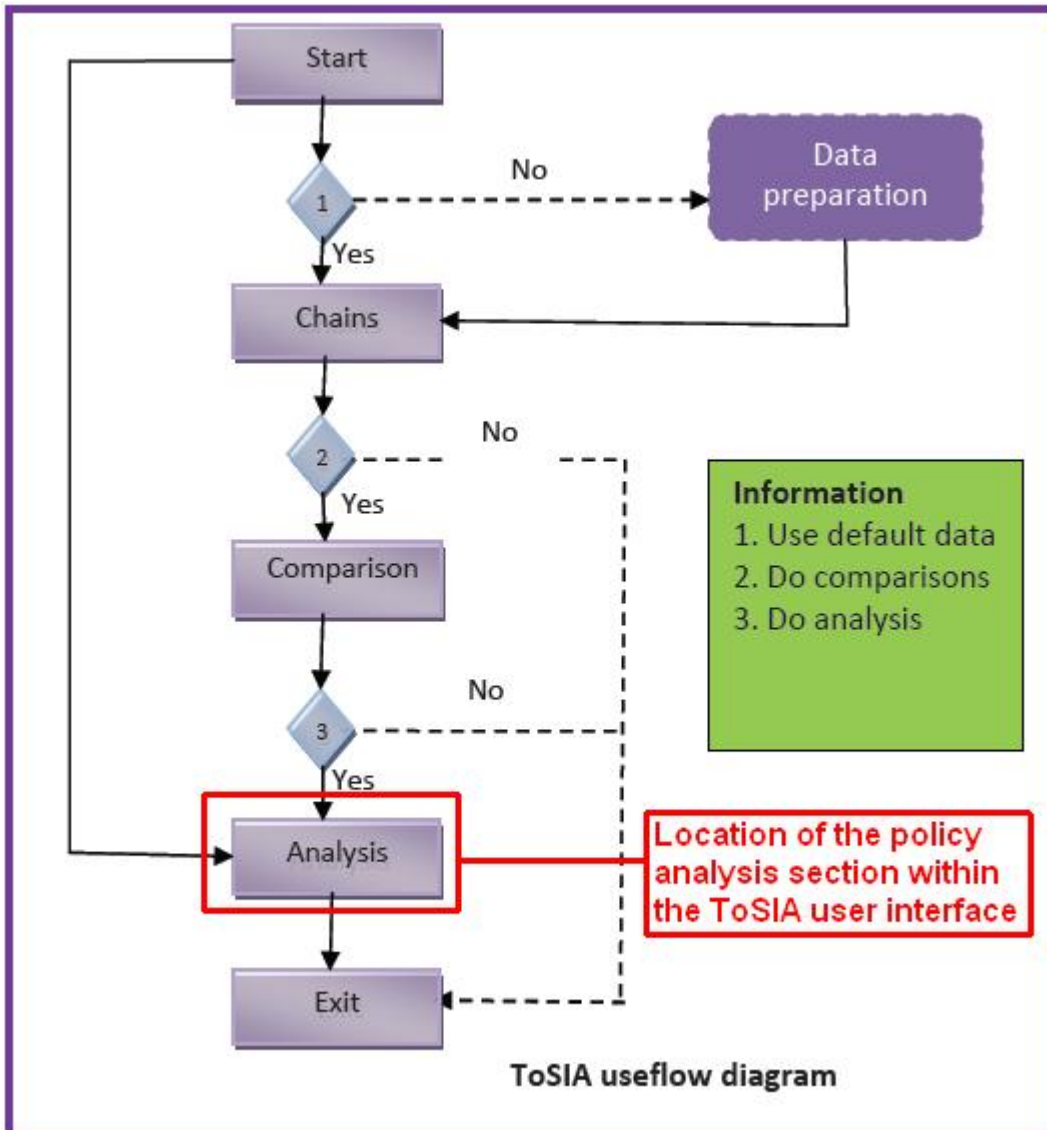 Start
No
Data
preparation
1
Yes
Chains
No
2
Yes
Comparison
Information
1. Use default data
2. Do comparisons
3. Do analysis
No
3
Yes
Analysis
Location of the policy
analysis section within
the ToSIA user interface
Exit
ToSIA useflow diagram